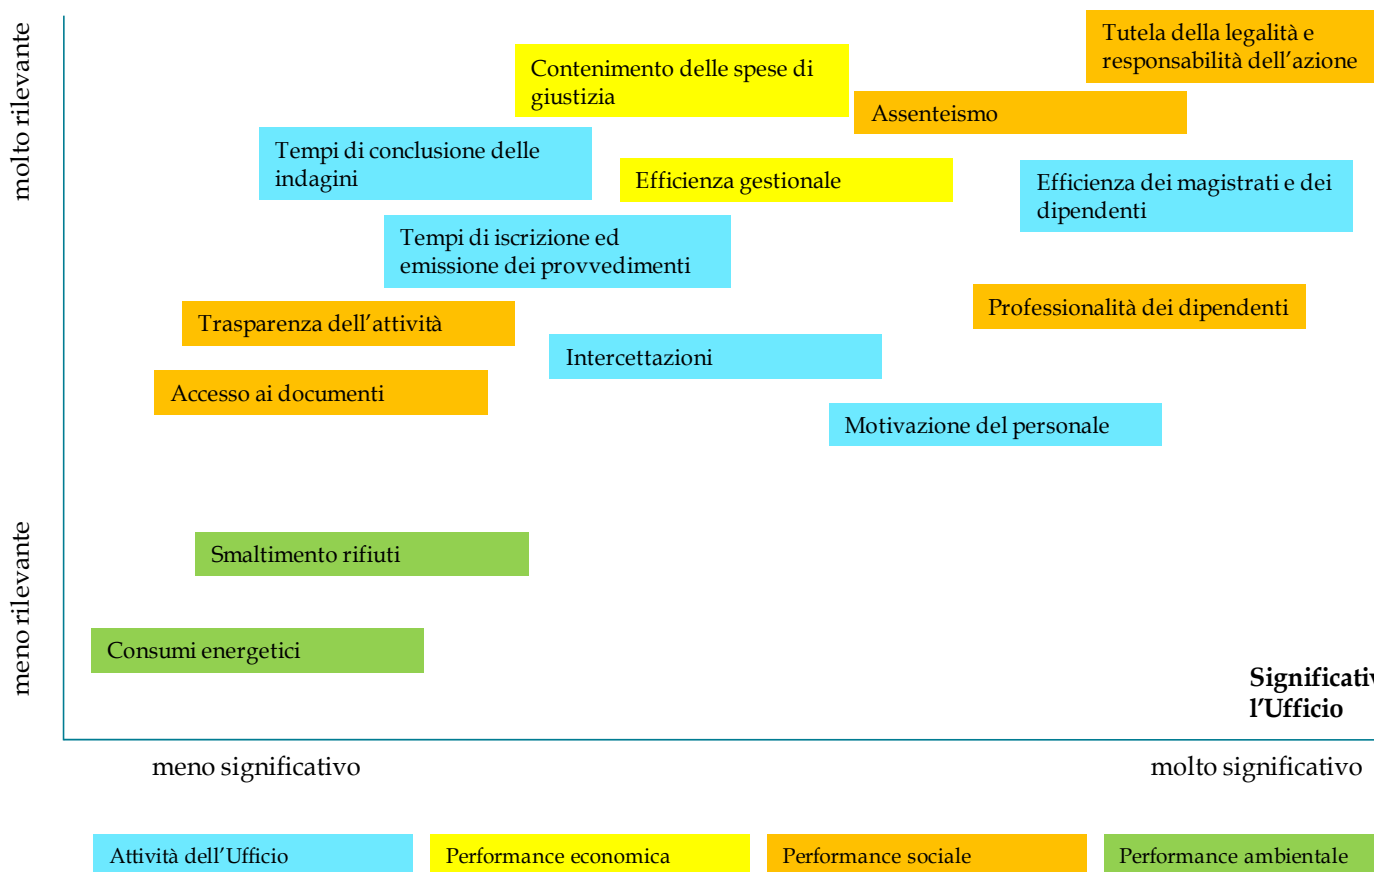 molto rilevante
meno rilevante
Tutela della legalità e
responsabilità dell'azione
Contenimento delle spese di
giustizia
Assenteismo
Tempi di conclusione delle
indagini
Efficienza gestionale
Efficienza dei magistrati e dei
dipendenti
Tempi di iscrizione ed
emissione dei provvedimenti
Professionalità dei dipendenti
Trasparenza dell'attività
Intercettazioni
Accesso ai documenti
Motivazione del personale
Smaltimento rifiuti
Consumi energetici
l'Ufficio
meno significativo
molto significativo
Attività dell'Ufficio
Performance economica
Performance sociale
Performance ambientale